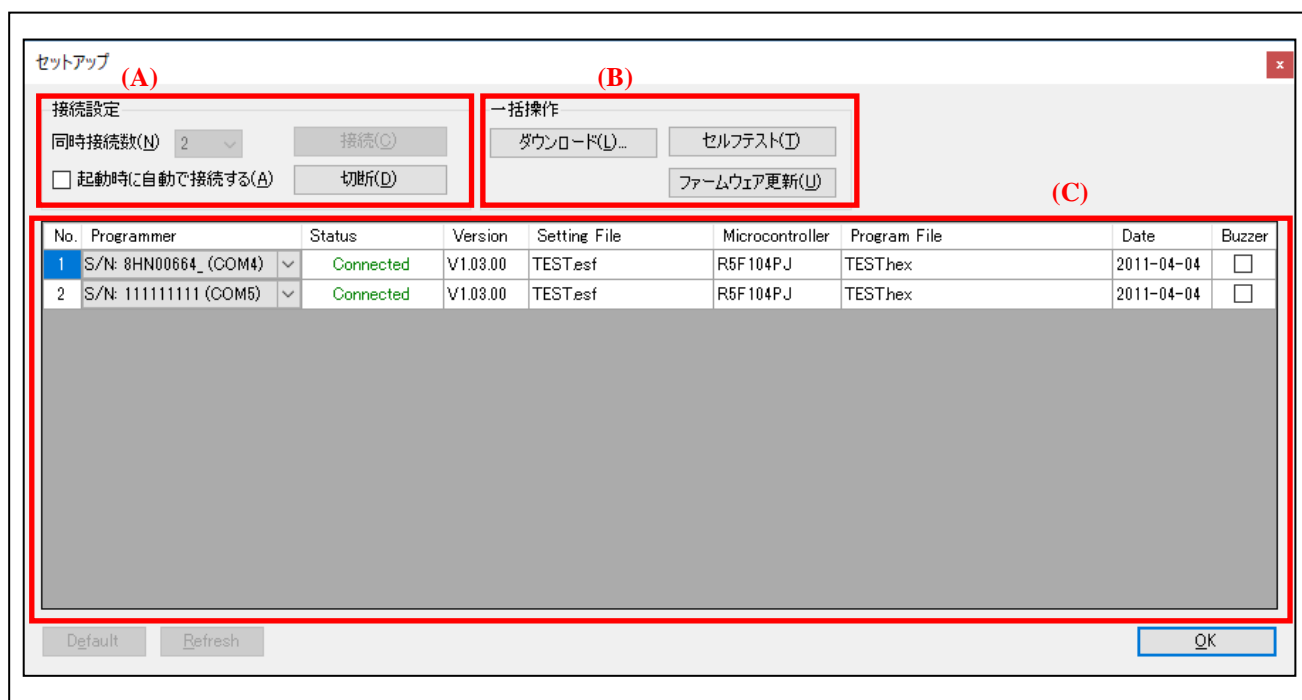 セットアップ
x
(A)
(B)
接続設定
一括操作
同時接続数(N) 2
接続(C)
ダウンロード(L)...
セルフテスト(T)
起動時に自動で接続する(A)
切断(D)
ファームウェア更新(U)
(C)
No. Programmer Status Version Setting File Microcontroller Program File Date Buzzer
1 S/N: 8HN00664_ (COM4) Connected V1.03.00 TEST.esf R5F104PJ TEST.hex 2011-04-04
2 S/N: 111111111 (COM5) Connected V1.03.00 TEST.esf R5F104PJ TEST.hex 2011-04-04
Default Refresh OK